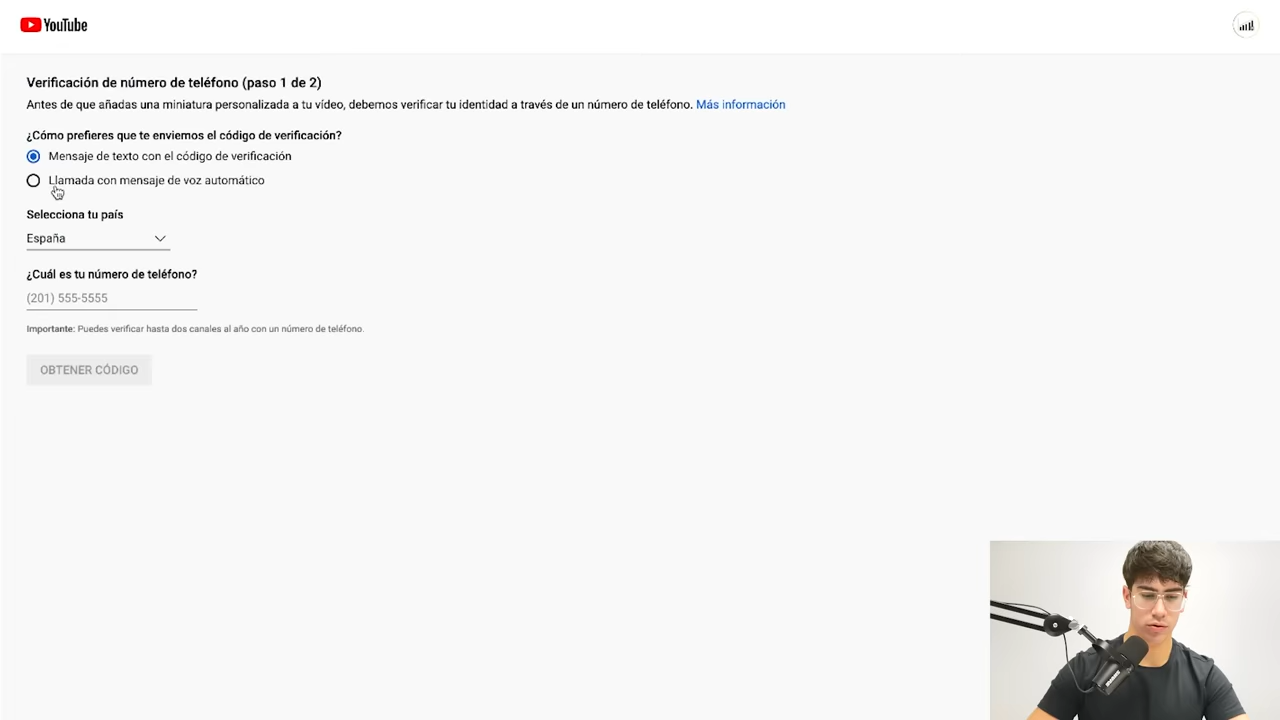 YouTube
Verificación de número de teléfono (paso 1 de 2)
Antes de que añadas una miniatura personalizada a tu vídeo, debemos verificar tu identidad a través de un número de teléfono. Más información
¿Cómo prefieres que te enviemos el código de verificación?
Mensaje de texto con el código de verificación
Llamada con mensaje de voz automático
Selecciona tu país
España
¿Cuál es tu número de teléfono?
(201) 555-5555
Importante: Puedes verificar hasta dos canales al año con un número de teléfono.
OBTENER CÓDIGO